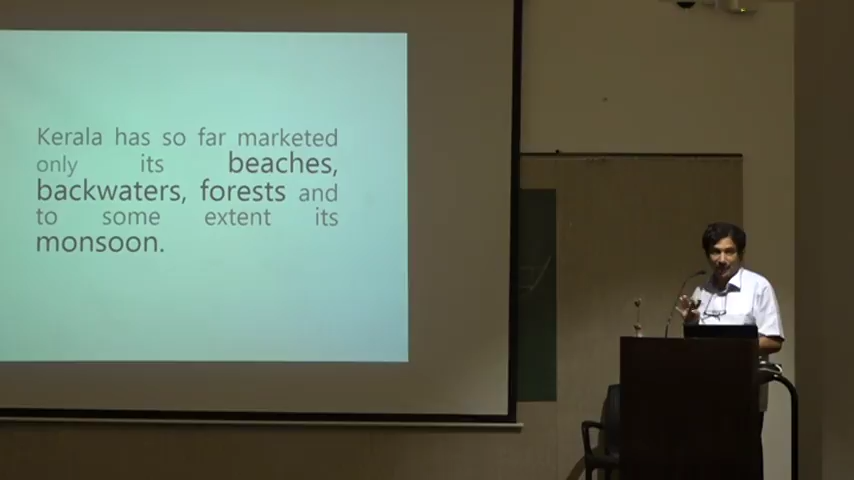 Kerala has so far marketed
only its beaches,
backwaters, forests and
to some extent its
monsoon.